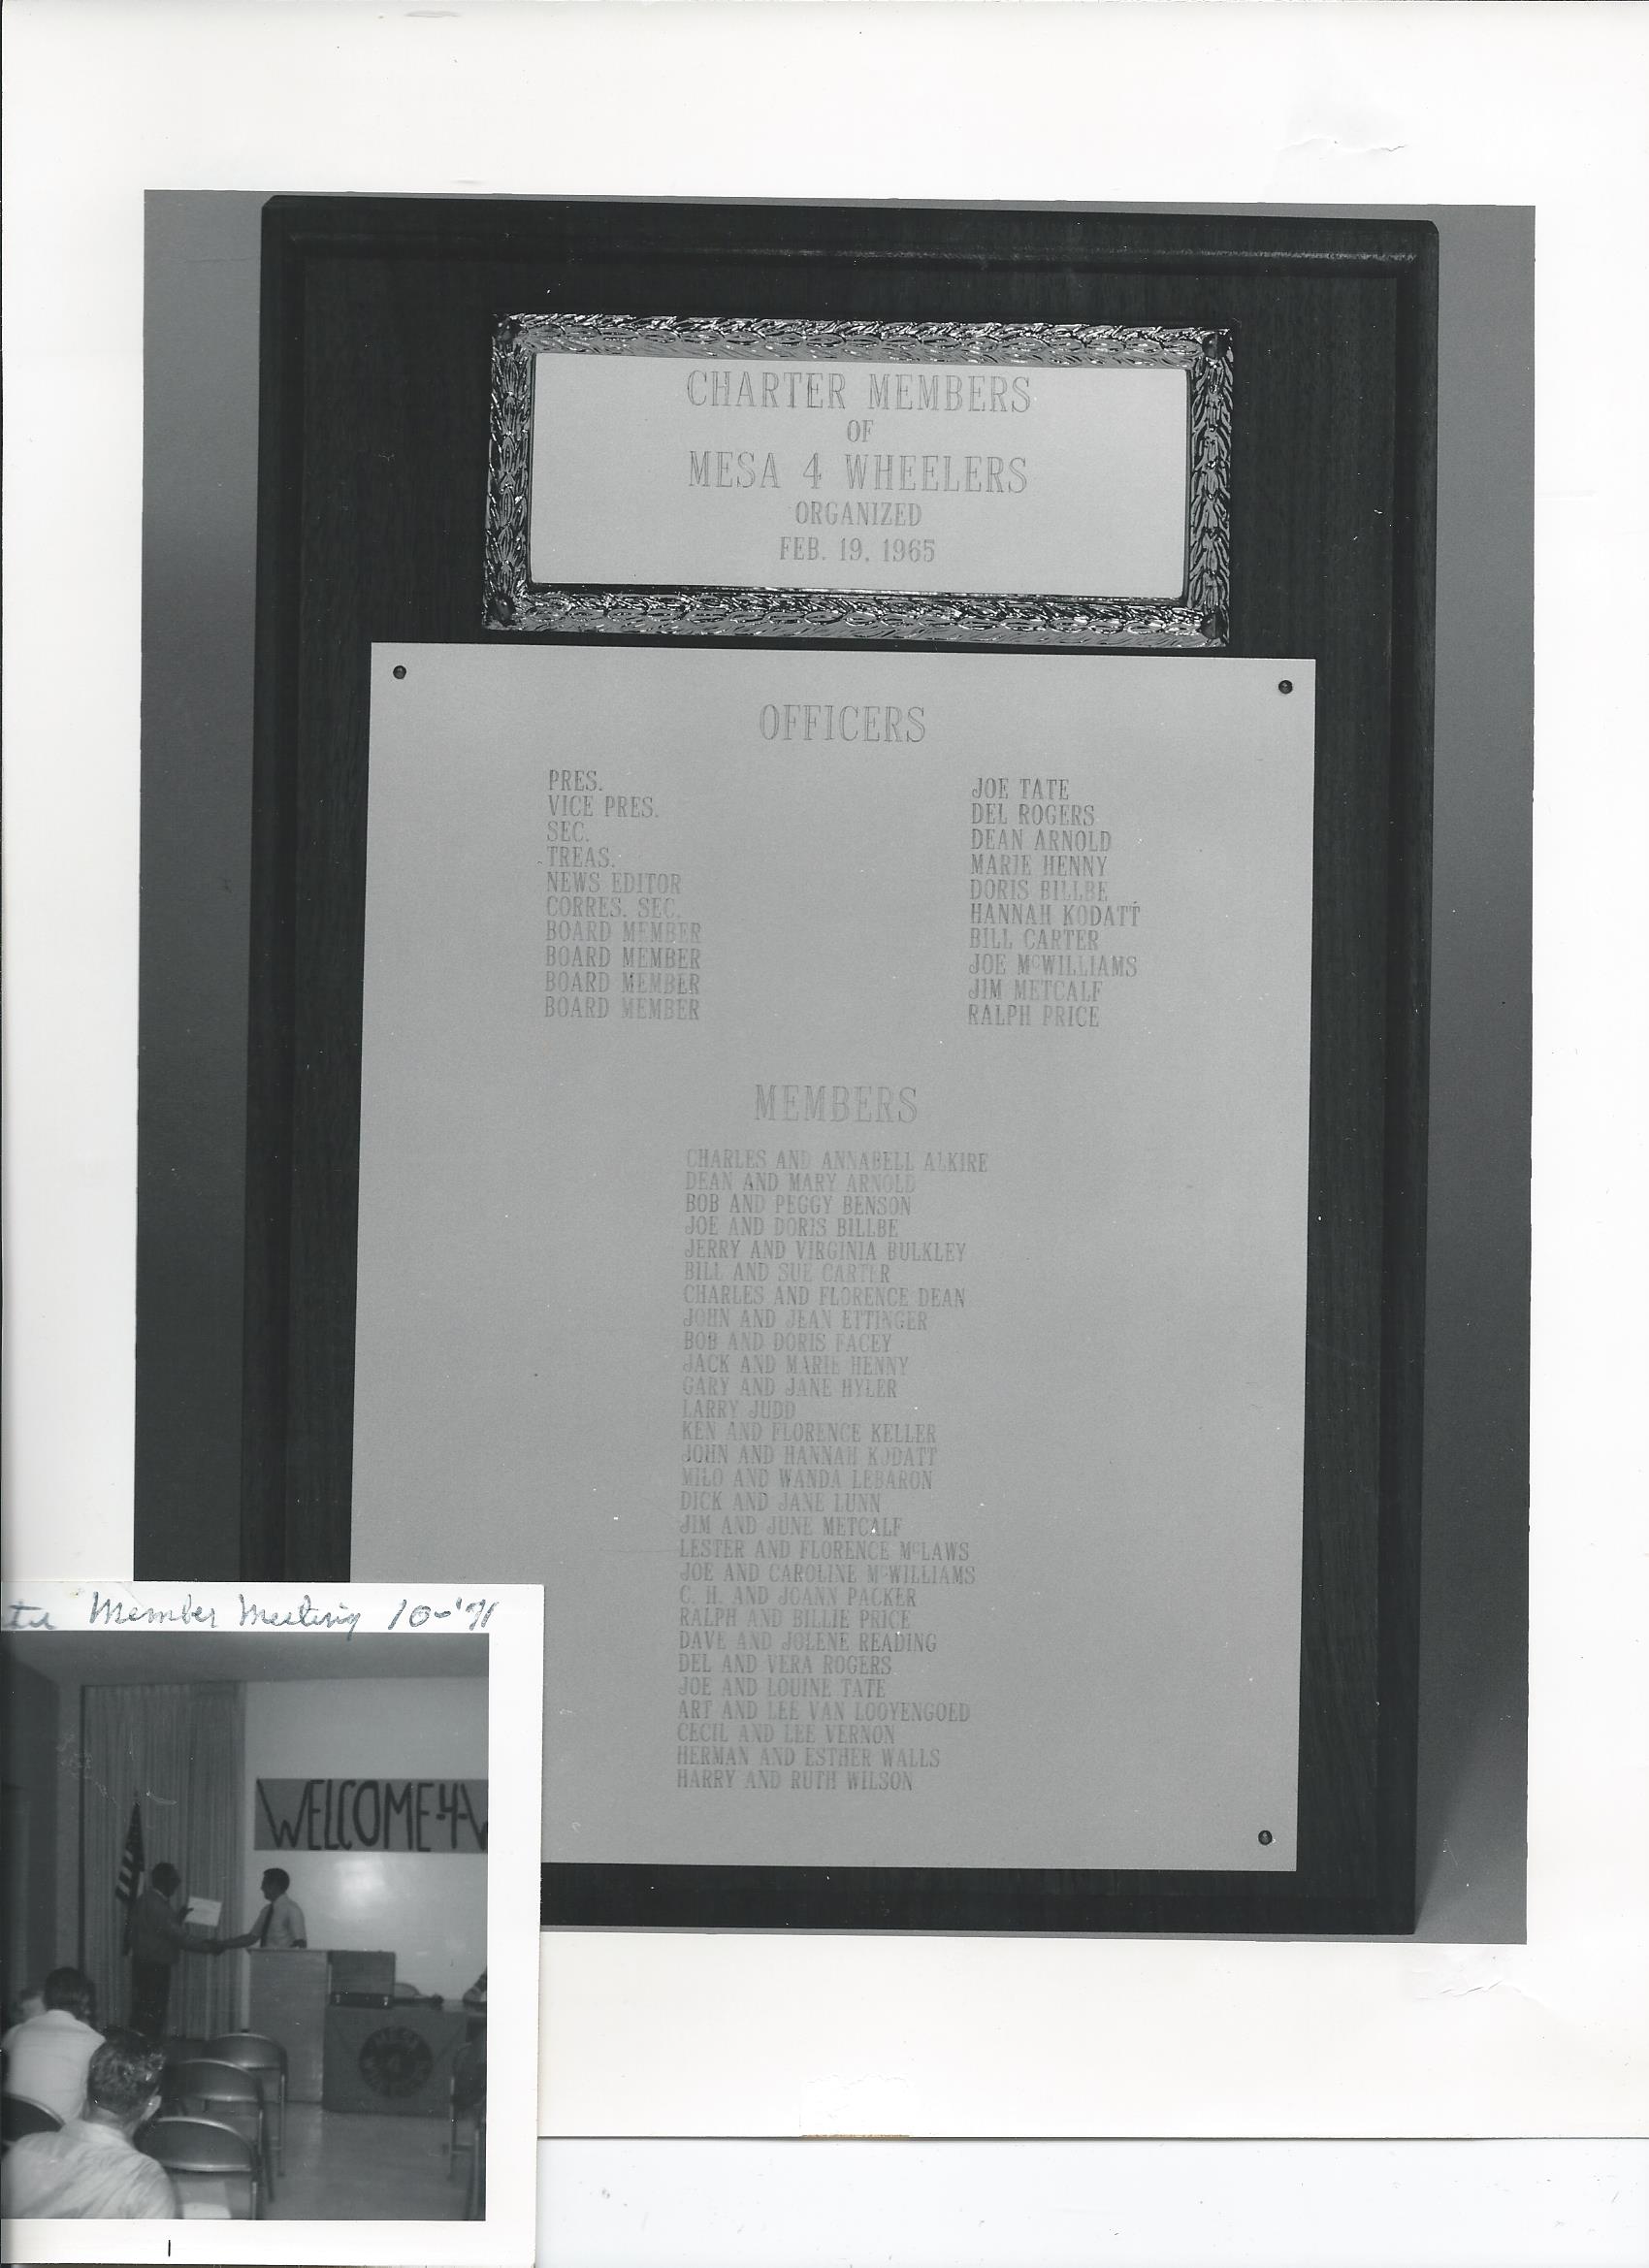 CHARTER MEMBERS
OF
MESA 4 WHEELERS
ORGANIZED
FEB. 19, 1965
OFFICERS
PRES. JOE TATE
VICE PRES. DEL ROGERS
SEC. DEAN ARNOLD
TREAS. MARIE HENNY
NEWS EDITOR DORIS BILLBE
CORRES. SEC. HANNAH KODATT
BOARD MEMBER BILL CARTER
BOARD MEMBER JOE McWILLIAMS
BOARD MEMBER JIM METCALF
BOARD MEMBER RALPH PRICE
MEMBERS
CHARLES AND ANNABELL ALKIRE
DEAN AND MARY ARNOLD
BOB AND PEGGY BENSON
JOE AND DORIS BILLBE
JERRY AND VIRGINIA BULKLEY
BILL AND SUE CARTER
CHARLES AND FLORENCE DEAN
JOHN AND JEAN ETTINGER
BOB AND DORIS FACEY
JACK AND MARIE HENNY
GARY AND JANE HYLER
LARRY JUDD
KEN AND FLORENCE KELLER
JOHN AND HANNAH KODATT
MILO AND WANDA LEBARON
DICK AND JANE LUNN
JIM AND JUNE METCALF
LESTER AND FLORENCE McLAWS
JOE AND CAROLINE McWILLIAMS
C. H. AND JOANN PACKER
RALPH AND BILLIE PRICE
DAVE AND JOLENE READING
DEL AND VERA ROGERS
JOE AND LOUINE TATE
ART AND LEE VAN LOOYENGOED
CECIL AND LEE VERNON
HERMAN AND ESTHER WALLS
HARRY AND RUTH WILSON
Member Meeting 10-'71
WELCOME-4-W